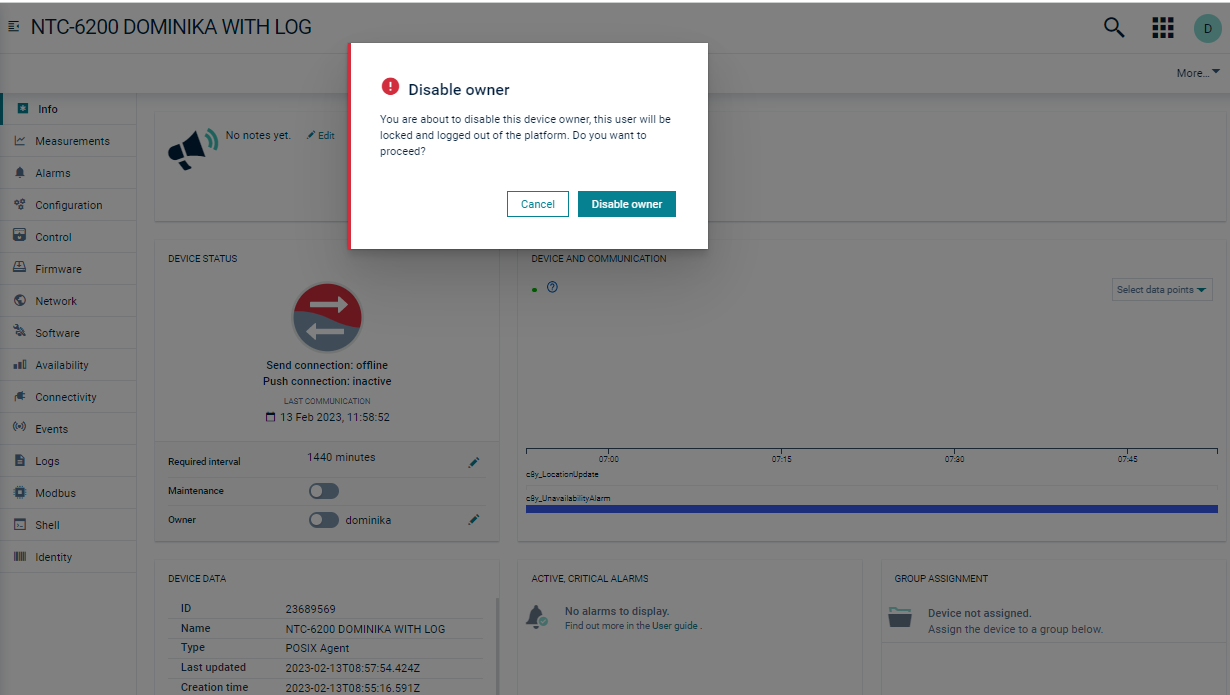 NTC-6200 DOMINIKA WITH LOG
D
More...
Disable owner
You are about to disable this device owner, this user will be
locked and logged out of the platform. Do you want to
proceed?
Cancel
Disable owner
Info
Measurements
Alarms
Configuration
Control
Firmware
Network
Software
Availability
Connectivity
Events
Logs
Modbus
Shell
Identity
No notes yet.
Edit
DEVICE STATUS
Send connection: offline
Push connection: inactive
LAST COMMUNICATION
13 Feb 2023, 11:58:52
Required interval 1440 minutes
Maintenance
Owner dominika
DEVICE AND COMMUNICATION
Select data points
07:00 07:15 07:30 07:45
c8y_LocationUpdate
c8y_UnavailabilityAlarm
DEVICE DATA
ID 23689569
Name NTC-6200 DOMINIKA WITH LOG
Type POSIX Agent
Last updated 2023-02-13T08:57:54.424Z
Creation time 2023-02-13T08:55:16.591Z
ACTIVE, CRITICAL ALARMS
No alarms to display.
Find out more in the User guide .
GROUP ASSIGNMENT
Device not assigned.
Assign the device to a group below.